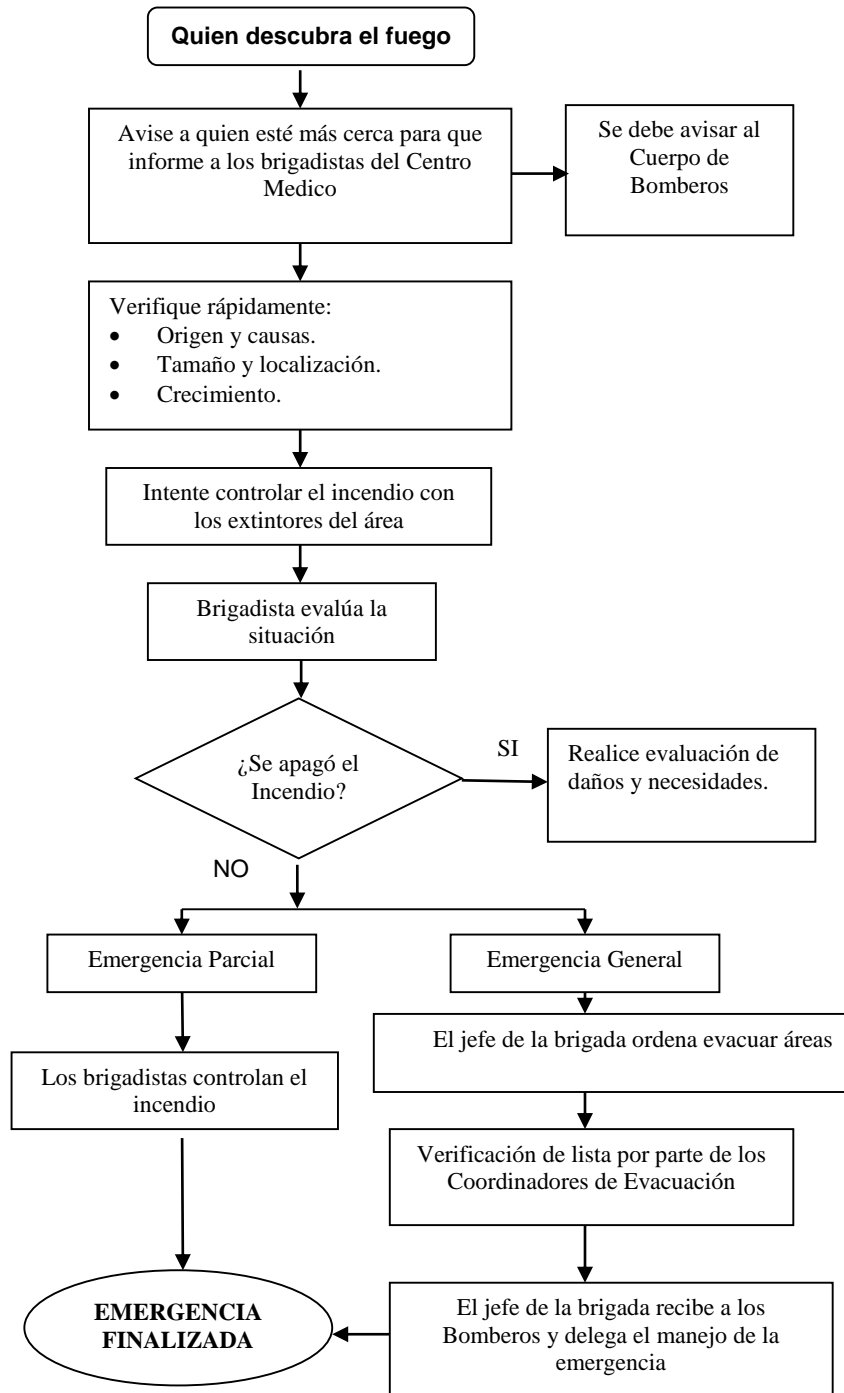 Quien descubra el fuego
Avise a quien esté más cerca para que
informe a los brigadistas del Centro
Medico
Se debe avisar al
Cuerpo de
Bomberos
Verifique rápidamente:
• Origen y causas.
• Tamaño y localización.
• Crecimiento.
Intente controlar el incendio con
los extintores del área
Brigadista evalúa la
situación
¿Se apagó el
Incendio?
SI
Realice evaluación de
daños y necesidades.
NO
Emergencia Parcial
Emergencia General
El jefe de la brigada ordena evacuar áreas
Los brigadistas controlan el
incendio
Verificación de lista por parte de los
Coordinadores de Evacuación
EMERGENCIA
FINALIZADA
El jefe de la brigada recibe a los
Bomberos y delega el manejo de la
emergencia